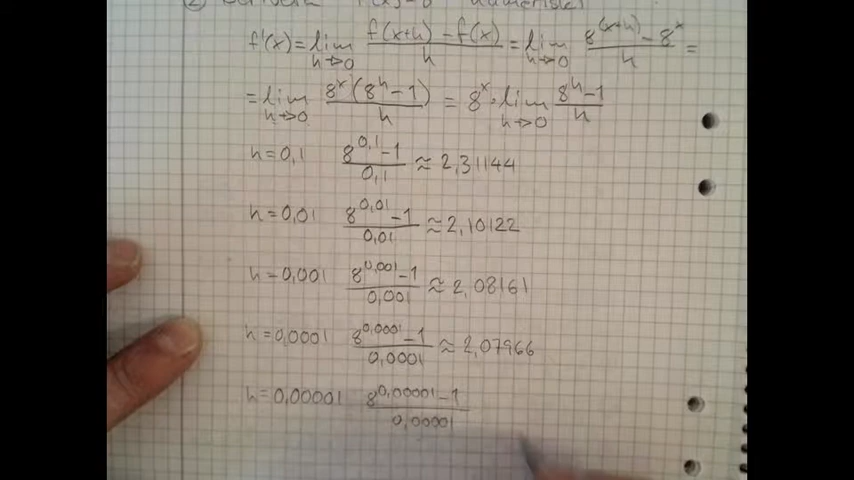 f(x)=8 numeriskt
f'(x) = lim h→0 (f(x+h) - f(x))/h = lim h→0 (8^(x+h) - 8^x)/h =
= lim h→0 8^x(8^h - 1)/h = 8^x · lim h→0 (8^h - 1)/h
h = 0,1 (8^0,1 - 1)/0,1 ≈ 2,31144
h = 0,01 (8^0,01 - 1)/0,01 ≈ 2,10122
h = 0,001 (8^0,001 - 1)/0,001 ≈ 2,08161
h = 0,0001 (8^0,0001 - 1)/0,0001 ≈ 2,07966
h = 0,00001 (8^0,00001 - 1)/0,00001